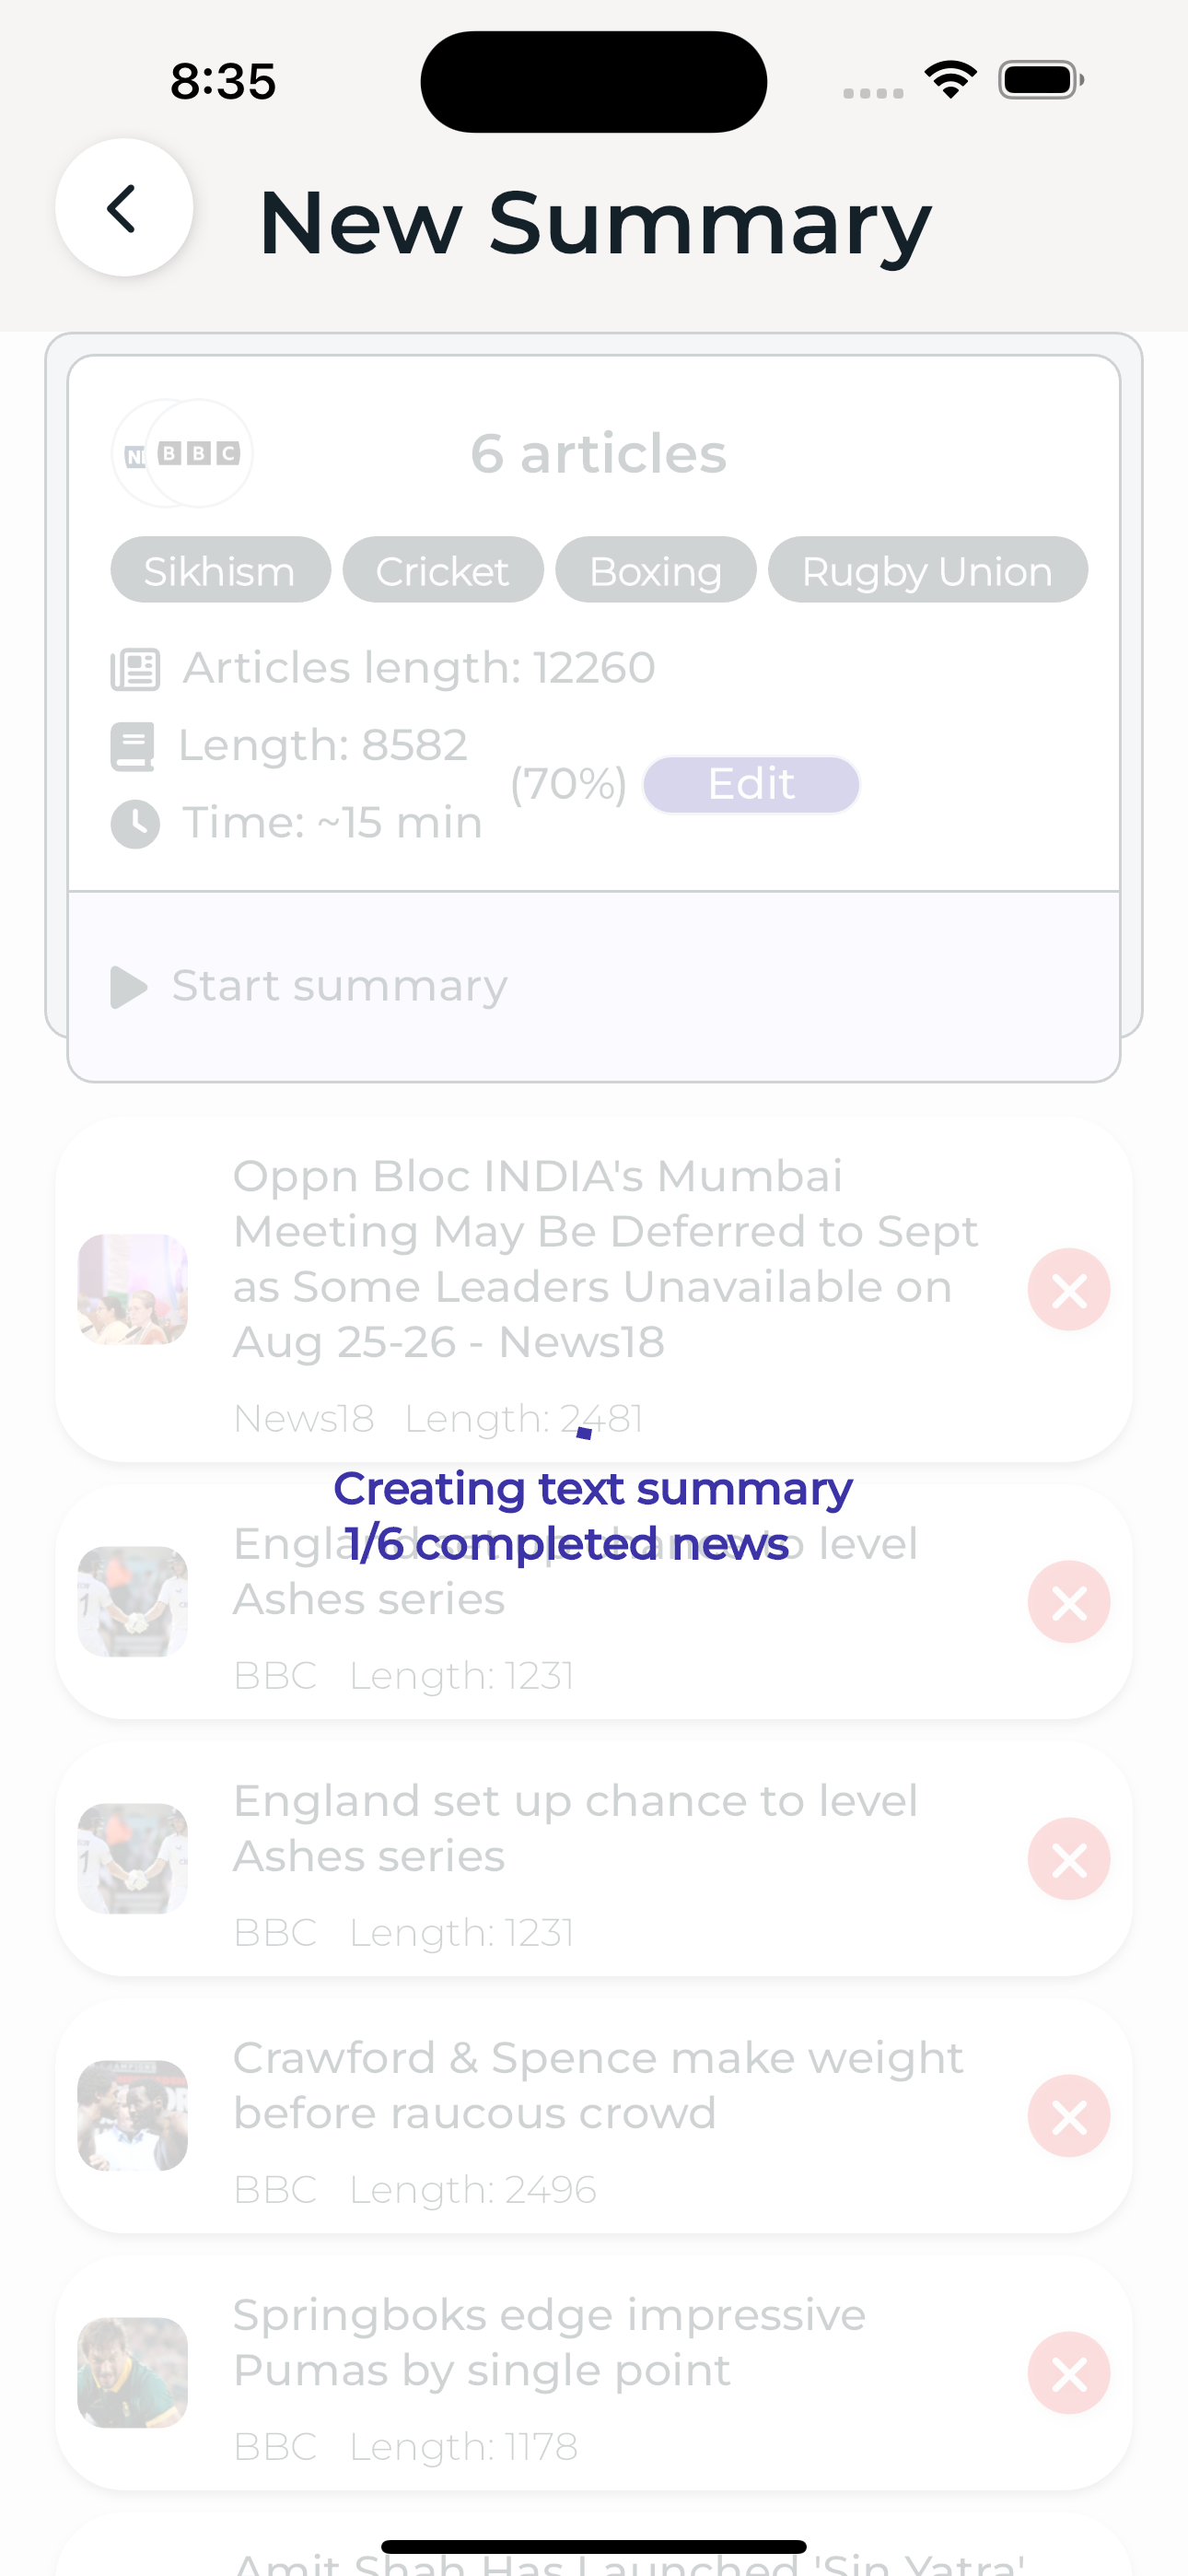 8:35
New Summary
BBC
6 articles
Sikhism
Cricket
Boxing
Rugby Union
Articles length: 12260
Length: 8582
(70%)
Edit
Time: ~15 min
Start summary
Oppn Bloc INDIA's Mumbai
Meeting May Be Deferred to Sept
as Some Leaders Unavailable on
Aug 25-26 - News18
News18 Length: 2481
Creating text summary
1/6 completed news
England set up chance to level
Ashes series
BBC Length: 1231
England set up chance to level
Ashes series
BBC Length: 1231
Crawford & Spence make weight
before raucous crowd
BBC Length: 2496
Springboks edge impressive
Pumas by single point
BBC Length: 1178
Amit Shah Has Launched 'Sin Yatra'